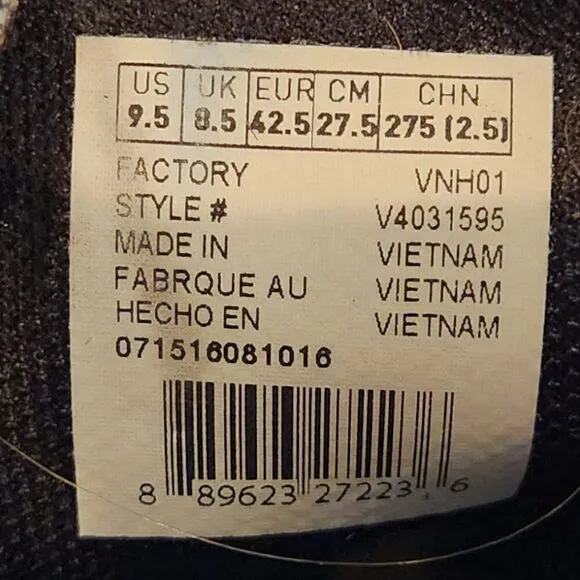 US UK EUR CM CHN
9.5 8.5 42.5 27.5 275 (2.5)
FACTORY VNH01
STYLE # V4031595
MADE IN VIETNAM
FABRQUE AU VIETNAM
HECHO EN VIETNAM
071516081016
8 89623 27223 6